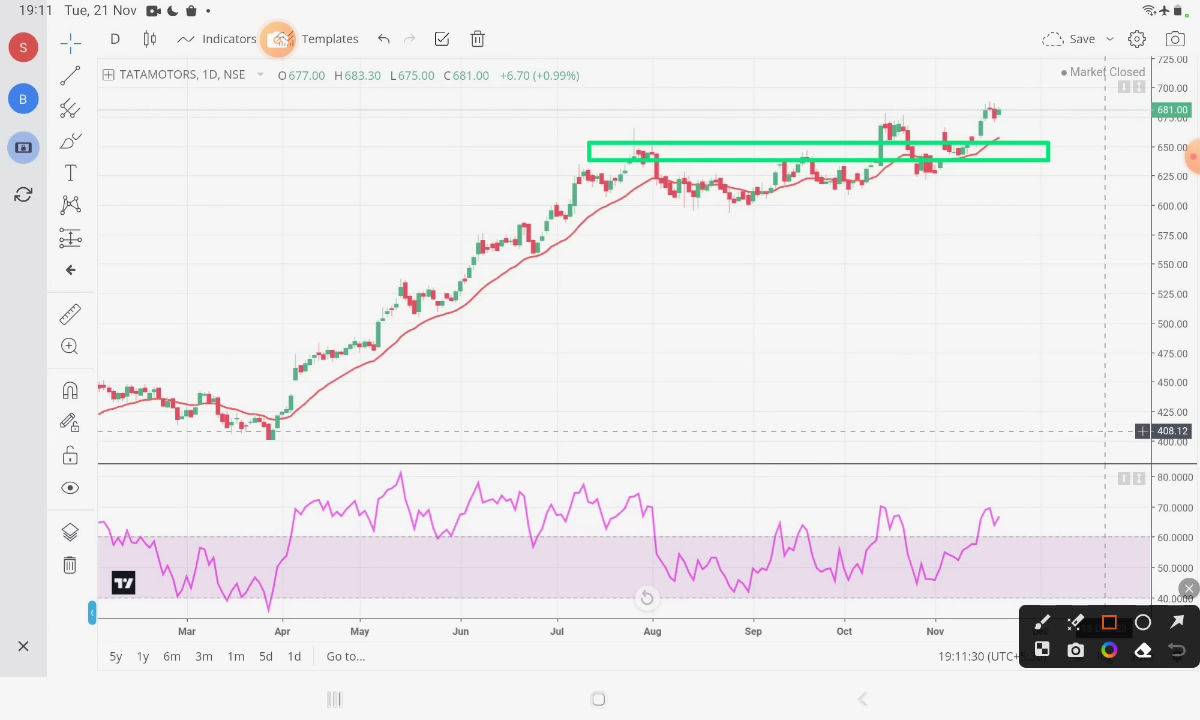 19:11 Tue, 21 Nov
S
B
D Indicators Templates Save
TATAMOTORS, 1D, NSE O677.00 H683.30 L675.00 C681.00 +6.70 (+0.99%)
Market Closed
725.00
700.00
681.00
675.00
650.00
625.00
600.00
575.00
550.00
525.00
500.00
475.00
450.00
425.00
408.12
400.00
80.0000
70.0000
60.0000
50.0000
40.0000
Mar Apr May Jun Jul Aug Sep Oct Nov
5y 1y 6m 3m 1m 5d 1d Go to... 19:11:30 (UTC+